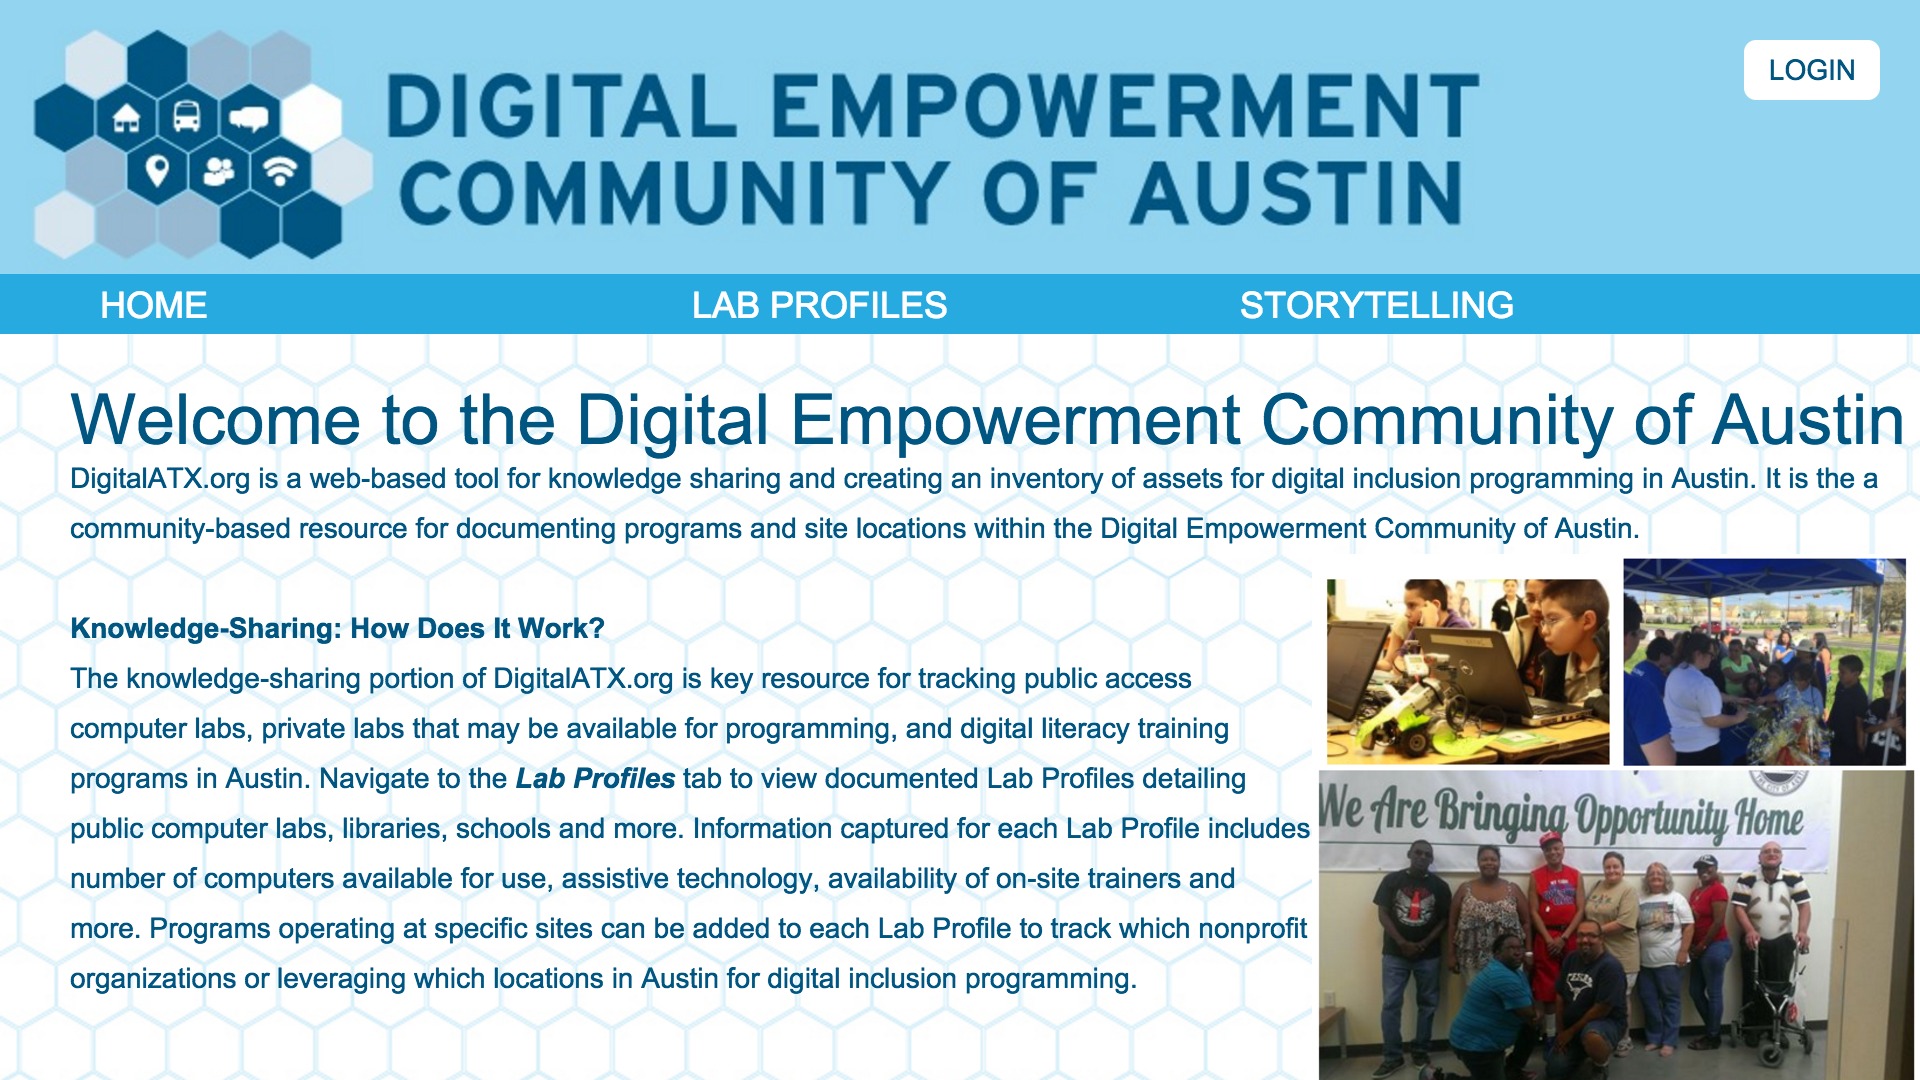 DIGITAL EMPOWERMENT
COMMUNITY OF AUSTIN
LOGIN
HOME
LAB PROFILES
STORYTELLING
Welcome to the Digital Empowerment Community of Austin
DigitalATX.org is a web-based tool for knowledge sharing and creating an inventory of assets for digital inclusion programming in Austin. It is the a
community-based resource for documenting programs and site locations within the Digital Empowerment Community of Austin.
Knowledge-Sharing: How Does It Work?
The knowledge-sharing portion of DigitalATX.org is key resource for tracking public access
computer labs, private labs that may be available for programming, and digital literacy training
programs in Austin. Navigate to the Lab Profiles tab to view documented Lab Profiles detailing
public computer labs, libraries, schools and more. Information captured for each Lab Profile includes
number of computers available for use, assistive technology, availability of on-site trainers and
more. Programs operating at specific sites can be added to each Lab Profile to track which nonprofit
organizations or leveraging which locations in Austin for digital inclusion programming.
We Are Bringing Opportunity Home